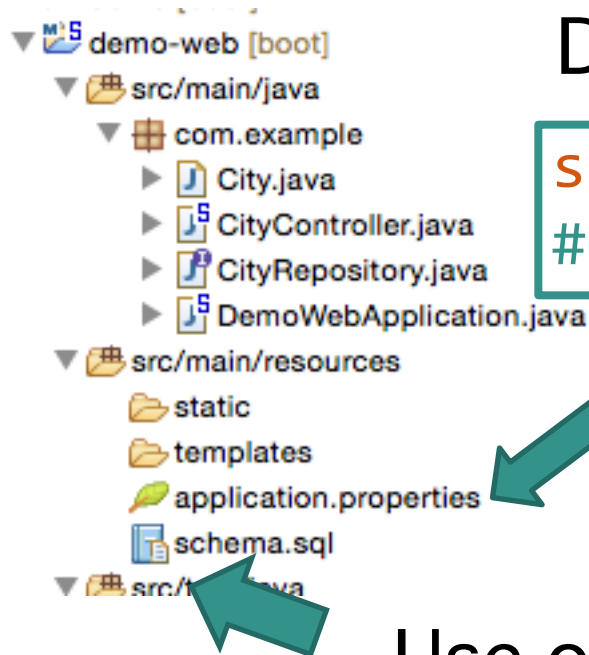 demo-web [boot]
D
src/main/java
com.example
s
City.java
CityController.java
#
CityRepository.java
DemoWebApplication.java
src/main/resources
static
templates
application.properties
schema.sql